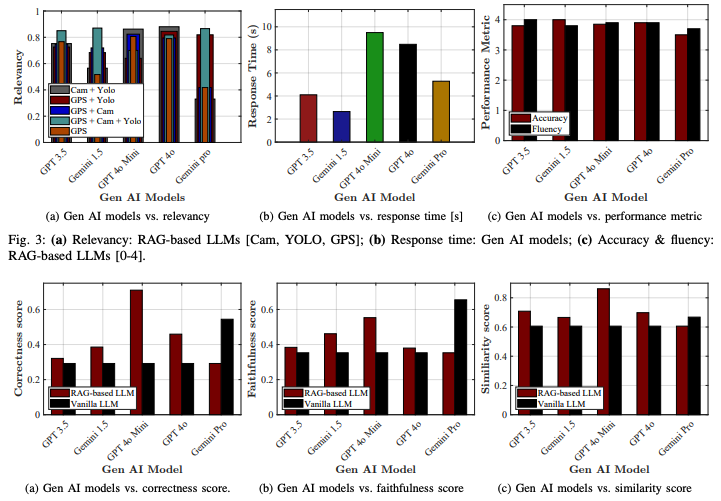 Relevancy
1
0.8
0.6
0.4
0.2
0
Cam + Yolo
GPS + Yolo
GPS + Cam
GPS + Cam + Yolo
GPS
GPT 3.5
Gemini 1.5
GPT 4o Mini
GPT 4o
Gemini pro
Gen AI Models
(a) Gen AI models vs. relevancy
Response Time (s)
10
8
6
4
2
0
GPT 3.5
Gemini 1.5
GPT 4o Mini
GPT 4o
Gemini Pro
Gen AI Model
(b) Gen AI models vs. response time [s]
Performance Metric
4
3
2
1
0
Accuracy
Fluency
GPT 3.5
Gemini 1.5
GPT 4o Mini
GPT 4o
Gemini Pro
Gen AI Model
(c) Gen AI models vs. performance metric
Fig. 3: (a) Relevancy: RAG-based LLMs [Cam, YOLO, GPS]; (b) Response time: Gen AI models; (c) Accuracy & fluency:
RAG-based LLMs [0-4].
Correctness score
0.6
0.4
0.2
0
RAG-based LLM
Vanilla LLM
GPT 3.5
Gemini 1.5
GPT 4o Mini
GPT 4o
Gemini Pro
Gen AI Model
(a) Gen AI models vs. correctness score.
Faithfulness score
0.6
0.4
0.2
0
RAG-based LLM
Vanilla LLM
GPT 3.5
Gemini 1.5
GPT 4o Mini
GPT 4o
Gemini Pro
Gen AI Model
(b) Gen AI models vs. faithfulness score
Similiarity score
0.8
0.6
0.4
0.2
0
RAG-based LLM
Vanilla LLM
GPT 3.5
Gemini 1.5
GPT 4o Mini
GPT 4o
Gemini Pro
Gen AI Model
(c) Gen AI models vs. similarity score